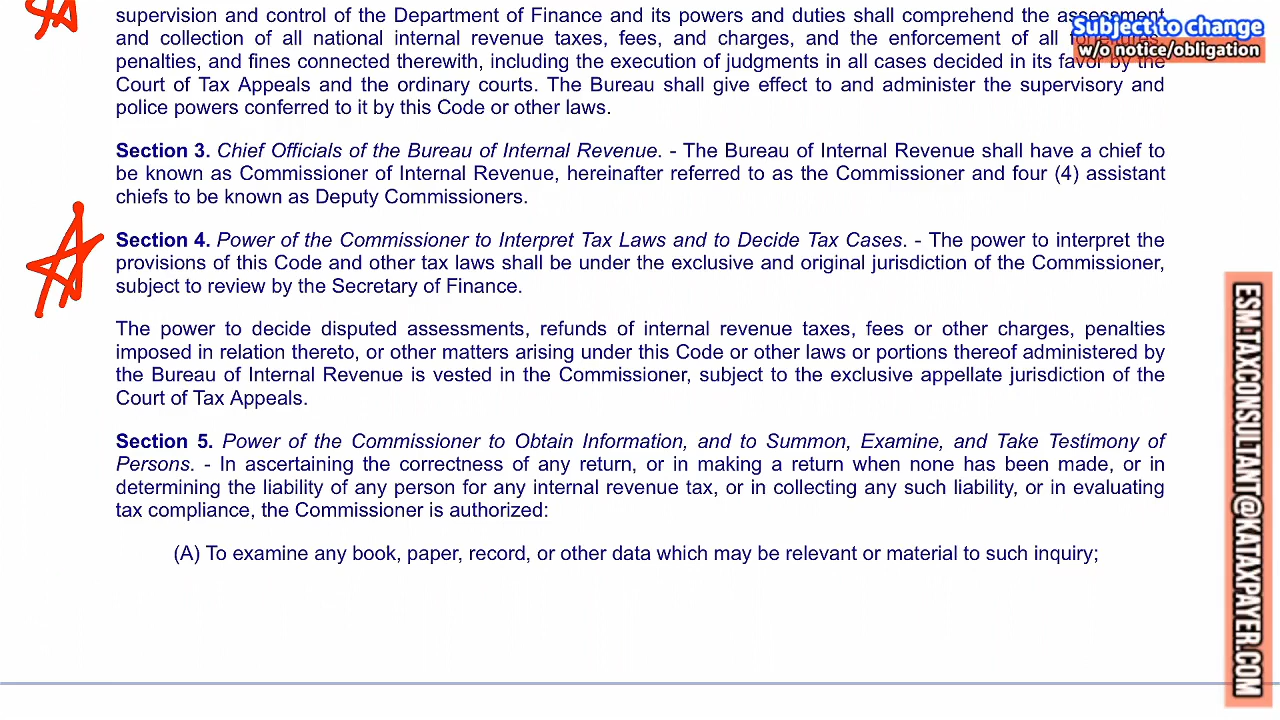 supervision and control of the Department of Finance and its powers and duties shall comprehend the assessment
and collection of all national internal revenue taxes, fees, and charges, and the enforcement of all forfeitures,
penalties, and fines connected therewith, including the execution of judgments in all cases decided in its favor by the
Court of Tax Appeals and the ordinary courts. The Bureau shall give effect to and administer the supervisory and
police powers conferred to it by this Code or other laws.
Section 3. Chief Officials of the Bureau of Internal Revenue. - The Bureau of Internal Revenue shall have a chief to
be known as Commissioner of Internal Revenue, hereinafter referred to as the Commissioner and four (4) assistant
chiefs to be known as Deputy Commissioners.
Section 4. Power of the Commissioner to Interpret Tax Laws and to Decide Tax Cases. - The power to interpret the
provisions of this Code and other tax laws shall be under the exclusive and original jurisdiction of the Commissioner,
subject to review by the Secretary of Finance.
The power to decide disputed assessments, refunds of internal revenue taxes, fees or other charges, penalties
imposed in relation thereto, or other matters arising under this Code or other laws or portions thereof administered by
the Bureau of Internal Revenue is vested in the Commissioner, subject to the exclusive appellate jurisdiction of the
Court of Tax Appeals.
Section 5. Power of the Commissioner to Obtain Information, and to Summon, Examine, and Take Testimony of
Persons. - In ascertaining the correctness of any return, or in making a return when none has been made, or in
determining the liability of any person for any internal revenue tax, or in collecting any such liability, or in evaluating
tax compliance, the Commissioner is authorized:
(A) To examine any book, paper, record, or other data which may be relevant or material to such inquiry;
Subject to change
w/o notice/obligation
ESM.TAXCONSULTANT@KATAXPAYER.COM